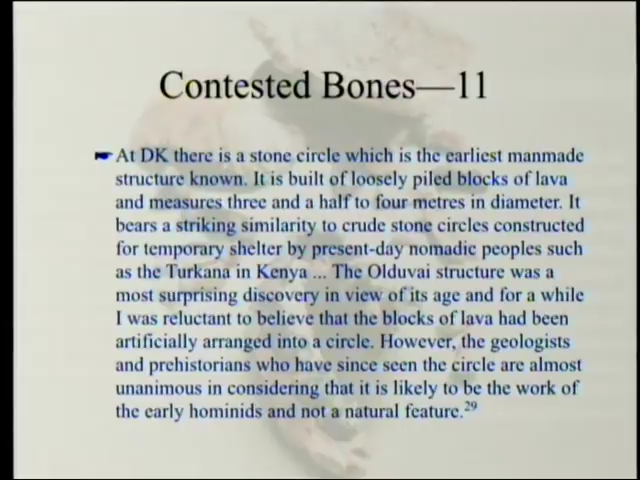 Contested Bones—11
☛ At DK there is a stone circle which is the earliest manmade
structure known. It is built of loosely piled blocks of lava
and measures three and a half to four metres in diameter. It
bears a striking similarity to crude stone circles constructed
for temporary shelter by present-day nomadic peoples such
as the Turkana in Kenya ... The Olduvai structure was a
most surprising discovery in view of its age and for a while
I was reluctant to believe that the blocks of lava had been
artificially arranged into a circle. However, the geologists
and prehistorians who have since seen the circle are almost
unanimous in considering that it is likely to be the work of
the early hominids and not a natural feature.29